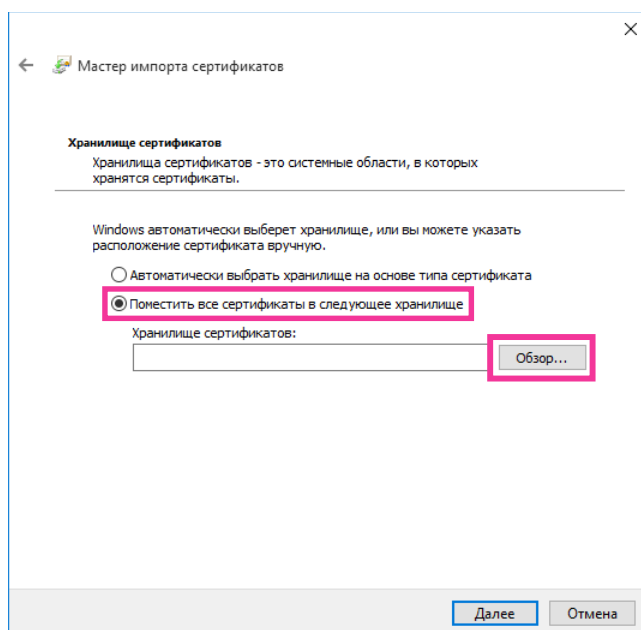 Мастер импорта сертификатов
Хранилище сертификатов
Хранилища сертификатов - это системные области, в которых
хранятся сертификаты.
Windows автоматически выберет хранилище, или вы можете указать
расположение сертификата вручную.
Автоматически выбрать хранилище на основе типа сертификата
Поместить все сертификаты в следующее хранилище
Хранилище сертификатов:
Обзор...
Далее
Отмена